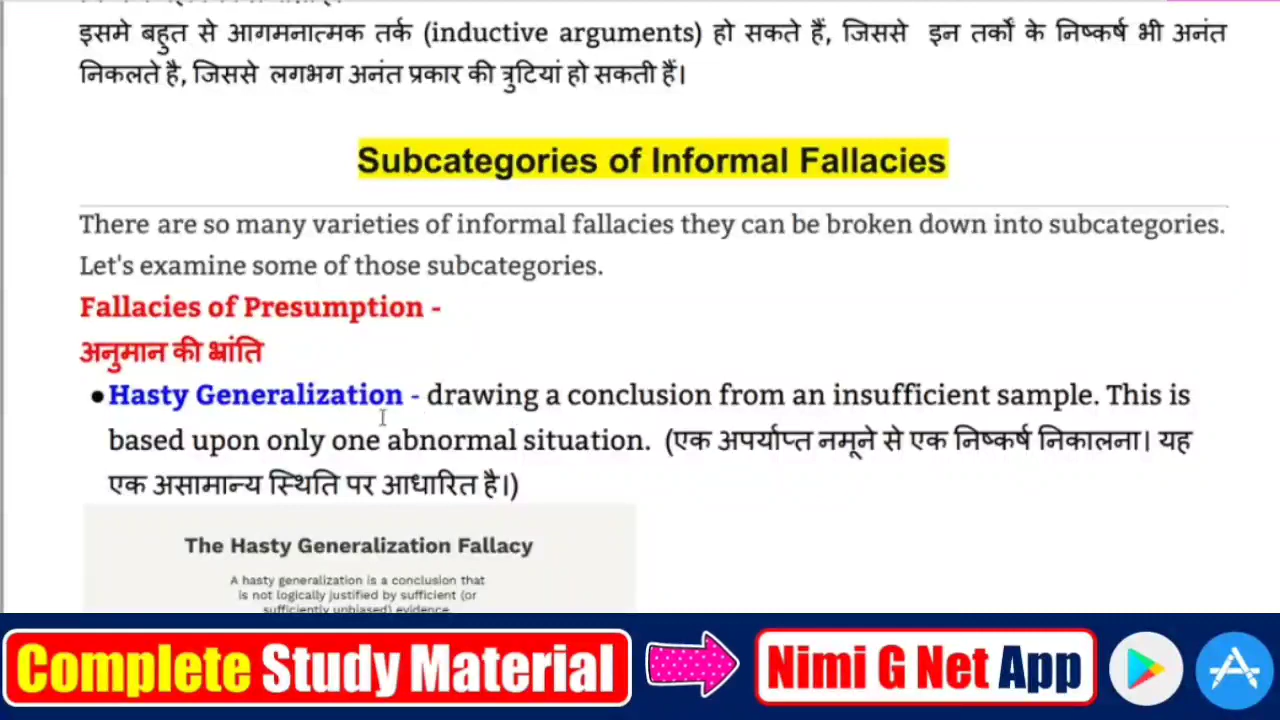 इसमे बहुत से आगमनात्मक तर्क (inductive arguments) हो सकते हैं, जिससे इन तर्कों के निष्कर्ष भी अनंत
निकलते है, जिससे लगभग अनंत प्रकार की त्रुटियां हो सकती हैं।
Subcategories of Informal Fallacies
There are so many varieties of informal fallacies they can be broken down into subcategories.
Let's examine some of those subcategories.
Fallacies of Presumption -
अनुमान की भ्रांति
●Hasty Generalization - drawing a conclusion from an insufficient sample. This is
based upon only one abnormal situation. (एक अपर्याप्त नमूने से एक निष्कर्ष निकालना। यह
एक असामान्य स्थिति पर आधारित है।)
The Hasty Generalization Fallacy
A hasty generalization is a conclusion that
is not logically justified by sufficient (or
sufficiently unbiased) evidence
Complete Study Material
Nimi G Net App